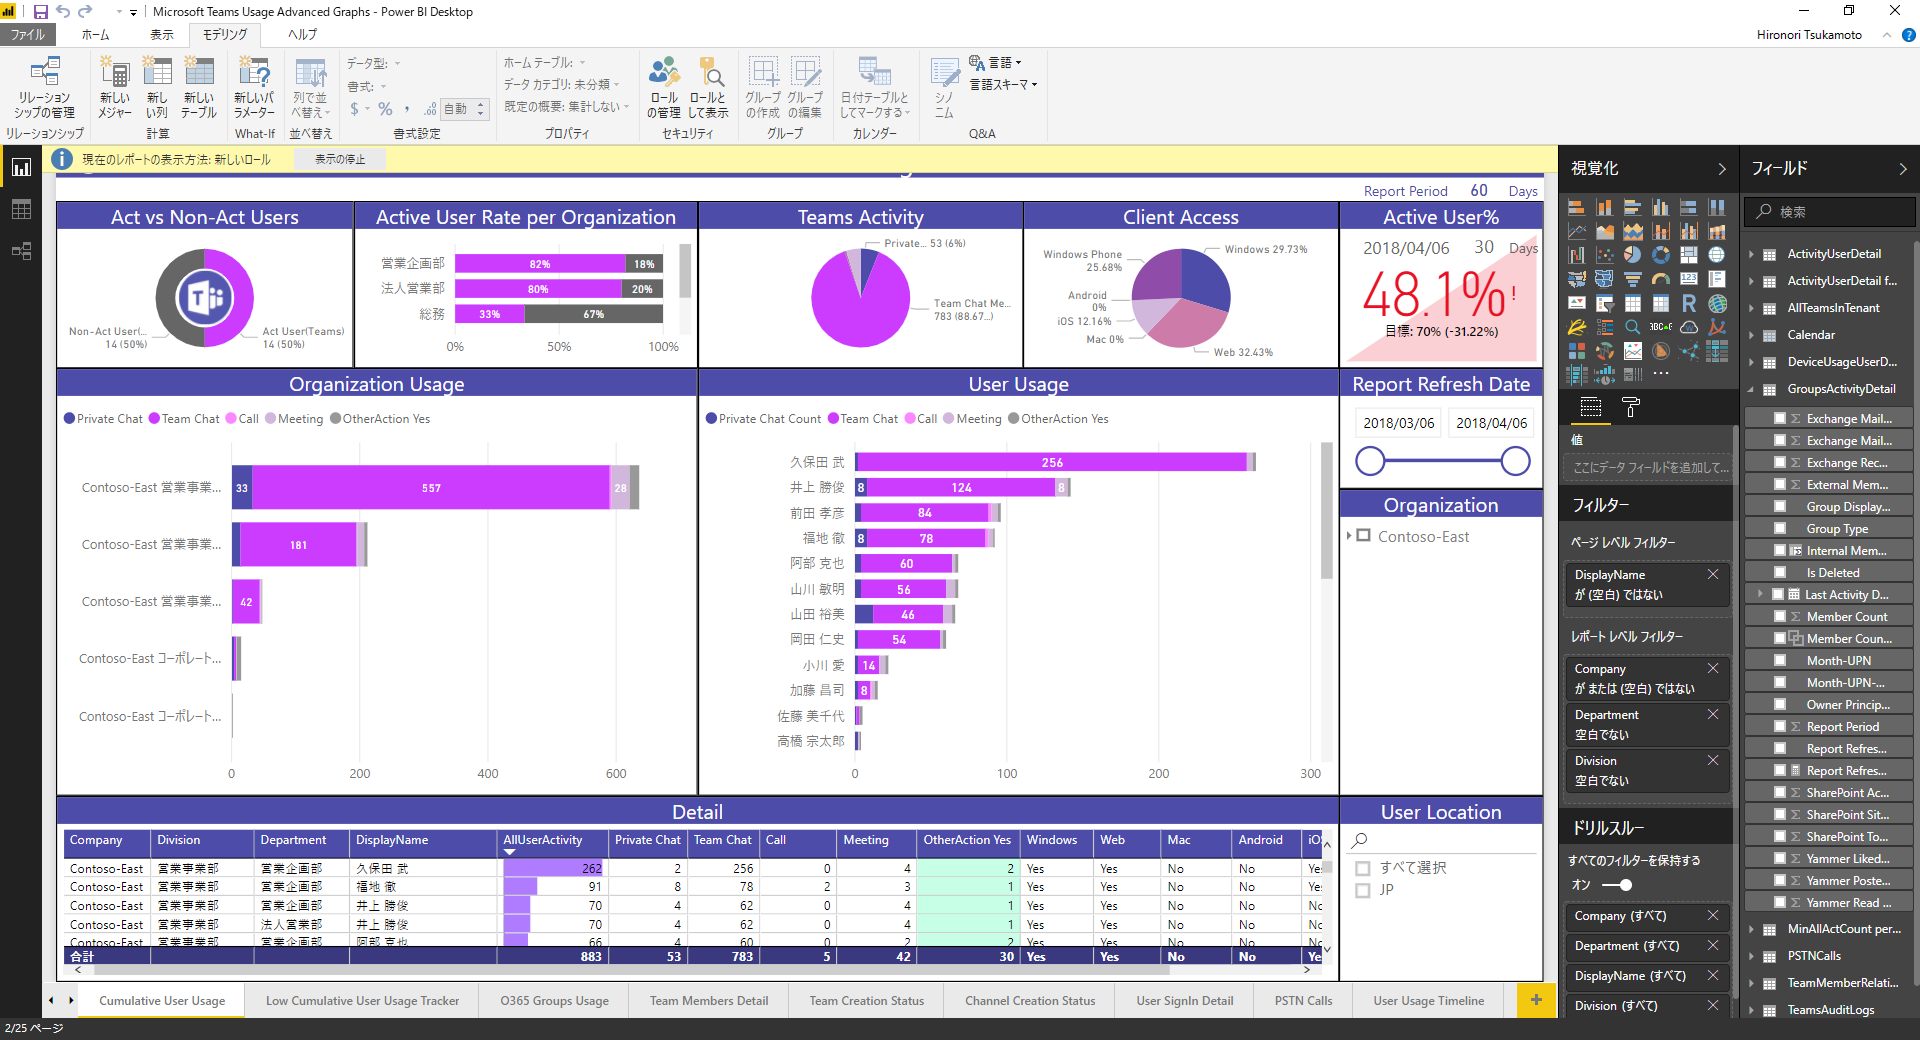 Microsoft Teams Usage Advanced Graphs - Power BI Desktop
ファイル ホーム 表示 モデリング ヘルプ
Hironori Tsukamoto
リレーション
シップの管理
リレーションシップ
新しい
メジャー
新し
い列
新しい
テーブル
計算
新しいパ
ラメーター
What-If
列で並
べ替え
並べ替え
データ型:
書式:
$ % , .00 自動
書式設定
ホーム テーブル:
データ カテゴリ: 未分類
既定の概要: 集計しない
プロパティ
ロール
の管理
ロールと
して表示
セキュリティ
グループ
の作成
グループ
の編集
グループ
日付テーブルと
してマークする
カレンダー
シノ
ニム
言語
言語スキーマ
Q&A
現在のレポートの表示方法: 新しいロール 表示の停止
Report Period 60 Days
Act vs Non-Act Users
Non-Act User(...
14 (50%)
Act User(Teams)
14 (50%)
Active User Rate per Organization
営業企画部 82% 18%
法人営業部 80% 20%
総務 33% 67%
0% 50% 100%
Teams Activity
Private... 53 (6%)
Team Chat Me...
783 (88.67...)
Client Access
Windows 29.73%
Windows Phone
25.68%
Android
0%
iOS 12.16%
Mac 0%
Web 32.43%
Active User%
2018/04/06 30 Days
48.1%!
目標: 70% (-31.22%)
Organization Usage
Private Chat Team Chat Call Meeting OtherAction Yes
Contoso-East 営業事業... 33 557 28
Contoso-East 営業事業... 181
Contoso-East 営業事業... 42
Contoso-East コーポレート...
Contoso-East コーポレート...
0 200 400 600
User Usage
Private Chat Count Team Chat Call Meeting OtherAction Yes
久保田 武 256
井上 勝俊 8 124 8
前田 孝彦 84
福地 徹 8 78
阿部 克也 60
山川 敏明 56
山田 裕美 46
岡田 仁史 54
小川 愛 14
加藤 昌司 8
佐藤 美千代
高橋 宗太郎
0 100 200 300
Report Refresh Date
2018/03/06 2018/04/06
Organization
Contoso-East
Detail
Company Division Department DisplayName AllUserActivity Private Chat Team Chat Call Meeting OtherAction Yes Windows Web Mac Android iO
Contoso-East 営業事業部 営業企画部 久保田 武 262 2 256 0 4 2 Yes Yes No No Ye
Contoso-East 営業事業部 営業企画部 福地 徹 91 8 78 2 3 1 Yes Yes No No Ye
Contoso-East 営業事業部 営業企画部 井上 勝俊 70 4 62 0 4 1 Yes Yes No No Nc
Contoso-East 営業事業部 法人営業部 井上 勝俊 70 4 62 0 4 1 Yes Yes No No Nc
Contoso-East 営業事業部 営業企画部 阿部 克也 66 4 60 0 2 2 Yes Yes No No Ye
合計 883 53 783 5 42 30 Yes Yes No No Ye
User Location
すべて選択
JP
Cumulative User Usage Low Cumulative User Usage Tracker O365 Groups Usage Team Members Detail Team Creation Status Channel Creation Status User SignIn Detail PSTN Calls User Usage Timeline +
2/25 ページ
視覚化
値
ここにデータ フィールドを追加して...
フィルター
ページ レベル フィルター
DisplayName
が (空白) ではない
レポート レベル フィルター
Company
が または (空白) ではない
Department
空白でない
Division
空白でない
ドリルスルー
すべてのフィルターを保持する
オン
Company (すべて)
Department (すべて)
DisplayName (すべて)
Division (すべて)
フィールド
検索
ActivityUserDetail
ActivityUserDetail f...
AllTeamsInTenant
Calendar
DeviceUsageUserD...
GroupsActivityDetail
Exchange Mail...
Exchange Mail...
Exchange Rec...
External Mem...
Group Display...
Group Type
Internal Mem...
Is Deleted
Last Activity D...
Member Count
Member Coun...
Month-UPN
Month-UPN-...
Owner Princip...
Report Period
Report Refres...
Report Refres...
SharePoint Ac...
SharePoint Sit...
SharePoint To...
Yammer Liked...
Yammer Poste...
Yammer Read ...
MinAllActCount per...
PSTNCalls
TeamMemberRelati...
TeamsAuditLogs